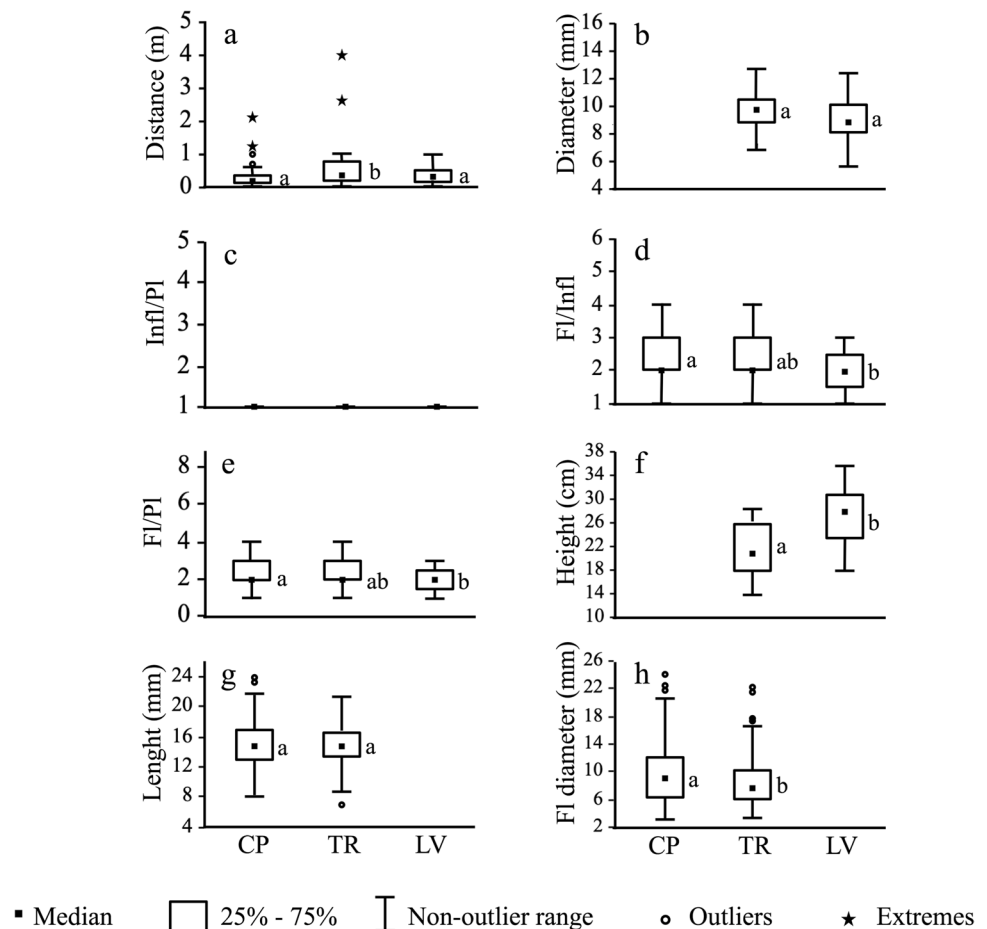 a
Distance (m)
5
4
3
2
1
0
a
b
a
b
Diameter (mm)
16
14
12
10
8
6
4
a
a
c
Infl/Pl
5
4
3
2
1
d
Fl/Infl
6
5
4
3
2
1
a
ab
b
e
Fl/Pl
8
6
4
2
0
a
ab
b
f
Height (cm)
38
34
30
26
22
18
14
10
a
b
g
Lenght (mm)
24
20
16
12
8
4
a
a
CP TR LV
h
Fl diameter (mm)
26
22
18
14
10
6
2
a
b
CP TR LV
Median 25% - 75% Non-outlier range Outliers Extremes